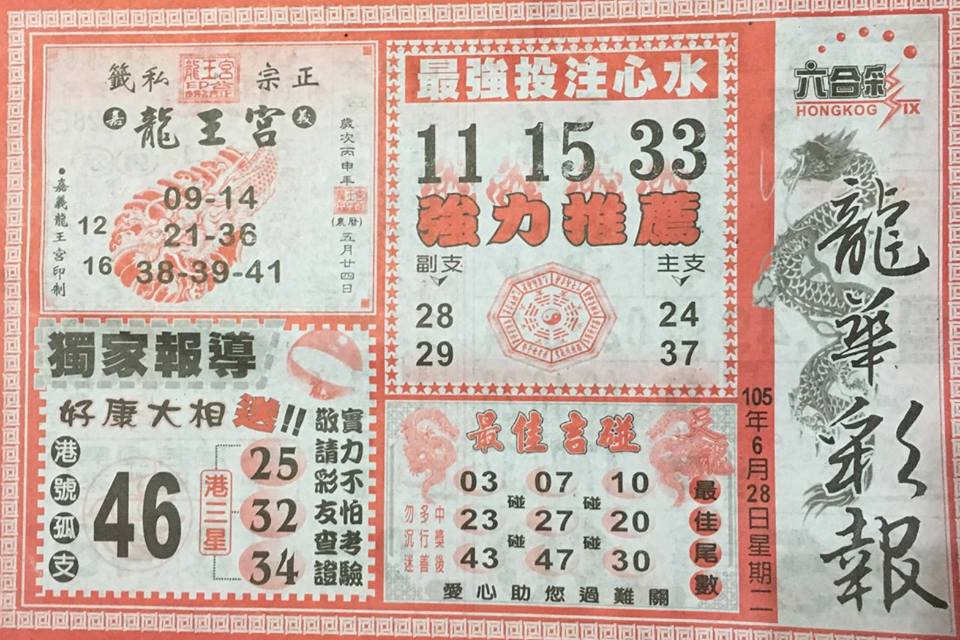 正宗
私籤
嘉義
龍王宮
歲次丙申年
(農曆)
五月廿四日
09-14
12
21-36
16
38-39-41
嘉義龍王宮印制
最強投注心水
11 15 33
強力推薦
副支
主支
28
24
29
37
獨家報導
好康大相送!!
港號孤支
46
港三星
25
32
34
實力不怕考驗
敬請彩友查證
最佳吉碰
03 07 10
碰 碰
23 27 20
碰 碰
43 47 30
天龍
最佳尾數
中獎後
多行善
勿沉迷
愛心助您過難關
105年6月28日星期二
六合彩
HONGKOG SIX
龍華彩報